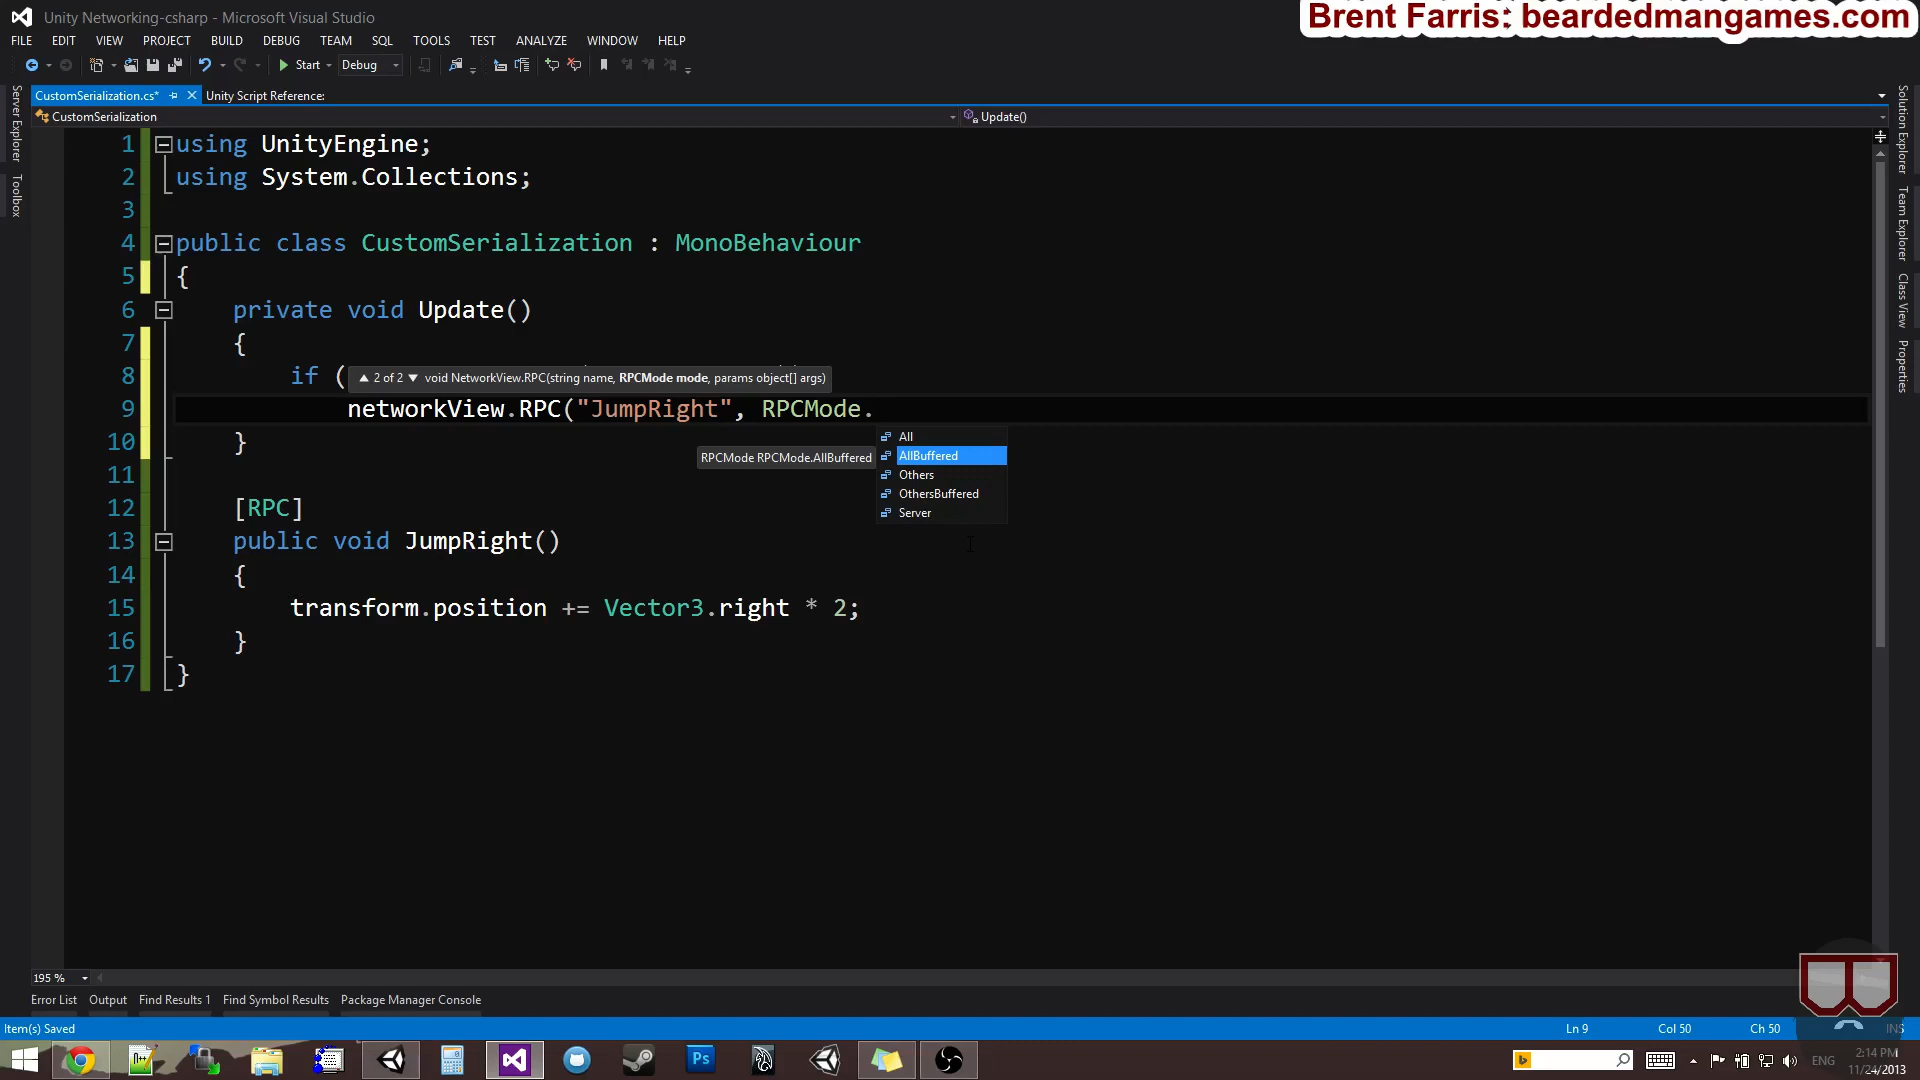 Unity Networking-csharp - Microsoft Visual Studio
Brent Farris: beardedmangames.com
FILE EDIT VIEW PROJECT BUILD DEBUG TEAM SQL TOOLS TEST ANALYZE WINDOW HELP
Start Debug
CustomSerialization.cs* Unity Script Reference:
CustomSerialization Update()
Server Explorer
Toolbox
Solution Explorer
Team Explorer
Class View
Properties
1 using UnityEngine;
2 using System.Collections;
3
4 public class CustomSerialization : MonoBehaviour
5 {
6 private void Update()
7 {
8 if (
2 of 2 void NetworkView.RPC(string name, RPCMode mode, params object[] args)
9 networkView.RPC("JumpRight", RPCMode.
10 }
All
AllBuffered
Others
OthersBuffered
Server
RPCMode RPCMode.AllBuffered
11
12 [RPC]
13 public void JumpRight()
14 {
15 transform.position += Vector3.right * 2;
16 }
17 }
195 %
Error List Output Find Results 1 Find Symbol Results Package Manager Console
Item(s) Saved Ln 9 Col 50 Ch 50 INS
Ps
ENG
2:14 PM
11/24/2013